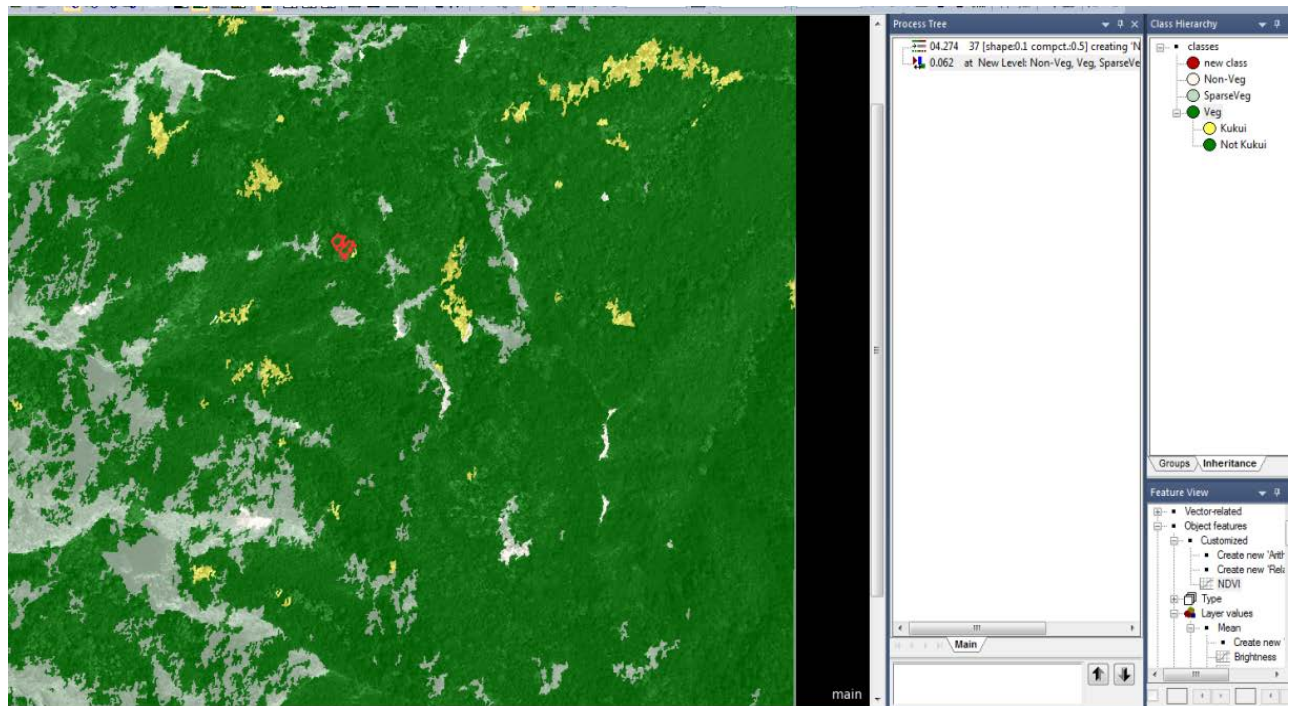 Process Tree
04.274 37 [shape:0.1 compct.:0.5] creating 'N
0.062 at New Level: Non-Veg, Veg, SparseVe
Main
main
Class Hierarchy
classes
new class
Non-Veg
SparseVeg
Veg
Kukui
Not Kukui
Groups
Inheritance
Feature View
Vector-related
Object features
Customized
Create new 'Arith
Create new 'Rela
NDVI
Type
Layer values
Mean
Create new '
Brightness